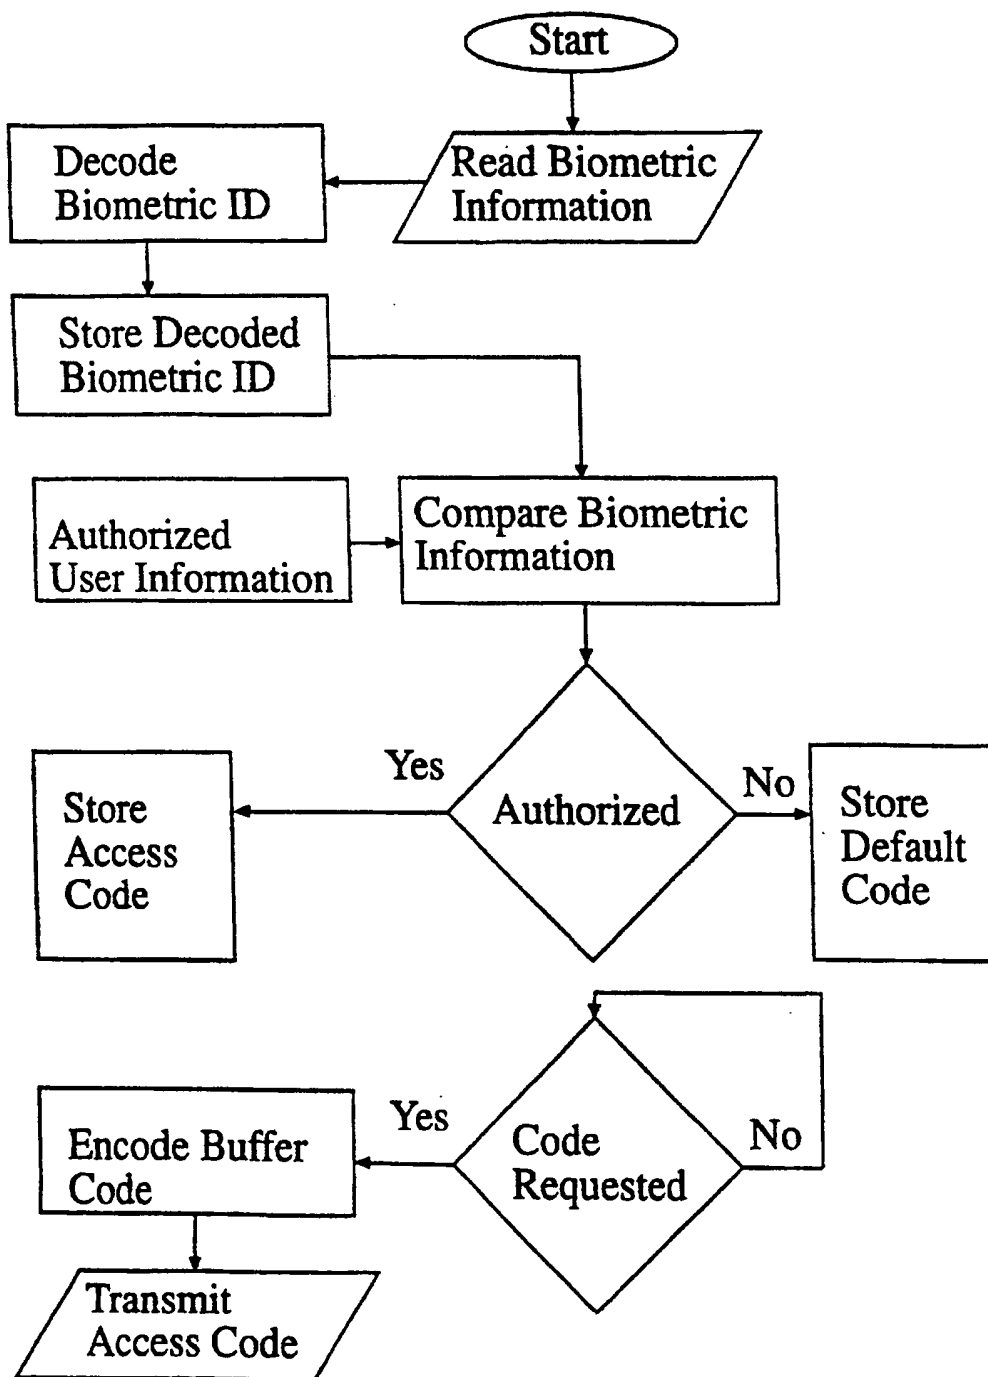 Start
Read Biometric
Information
Decode
Biometric ID
Store Decoded
Biometric ID
Authorized
User Information
Compare Biometric
Information
Authorized
Yes
No
Store
Access
Code
Store
Default
Code
Code
Requested
Yes
No
Encode Buffer
Code
Transmit
Access Code